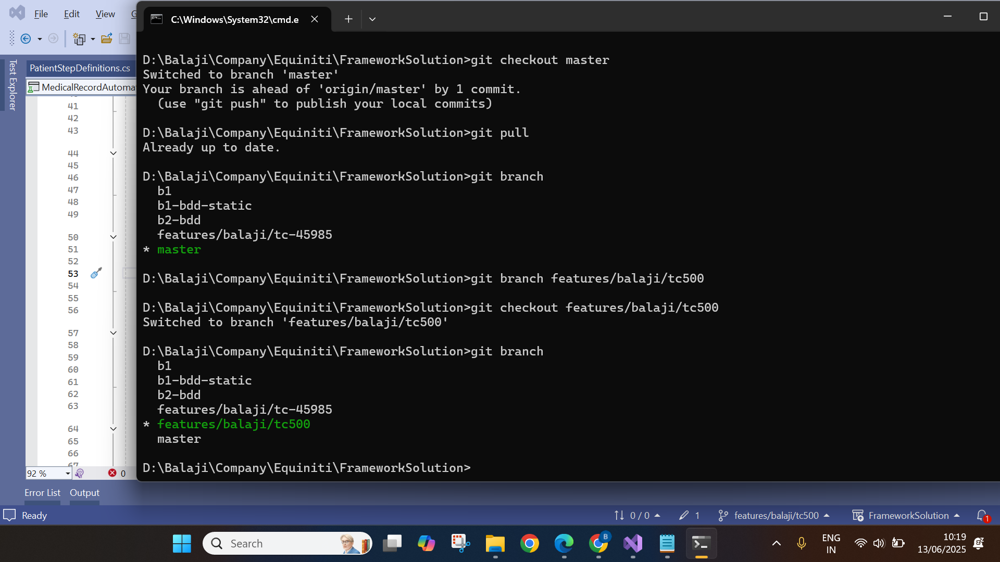 File Edit View
C:\Windows\System32\cmd.e
Test Explorer
PatientStepDefinitions.cs
MedicalRecordAutoma
41
42
43
44
45
46
47
48
49
50
51
52
53
54
55
56
57
58
59
60
61
62
63
64
65
66
67
92 %
0
D:\Balaji\Company\Equiniti\FrameworkSolution>git checkout master
Switched to branch 'master'
Your branch is ahead of 'origin/master' by 1 commit.
(use "git push" to publish your local commits)
D:\Balaji\Company\Equiniti\FrameworkSolution>git pull
Already up to date.
D:\Balaji\Company\Equiniti\FrameworkSolution>git branch
b1
b1-bdd-static
b2-bdd
features/balaji/tc-45985
* master
D:\Balaji\Company\Equiniti\FrameworkSolution>git branch features/balaji/tc500
D:\Balaji\Company\Equiniti\FrameworkSolution>git checkout features/balaji/tc500
Switched to branch 'features/balaji/tc500'
D:\Balaji\Company\Equiniti\FrameworkSolution>git branch
b1
b1-bdd-static
b2-bdd
features/balaji/tc-45985
* features/balaji/tc500
master
D:\Balaji\Company\Equiniti\FrameworkSolution>
Error List Output
Ready
0 / 0
1
features/balaji/tc500
FrameworkSolution
1
Search
B
ENG
IN
10:19
13/06/2025